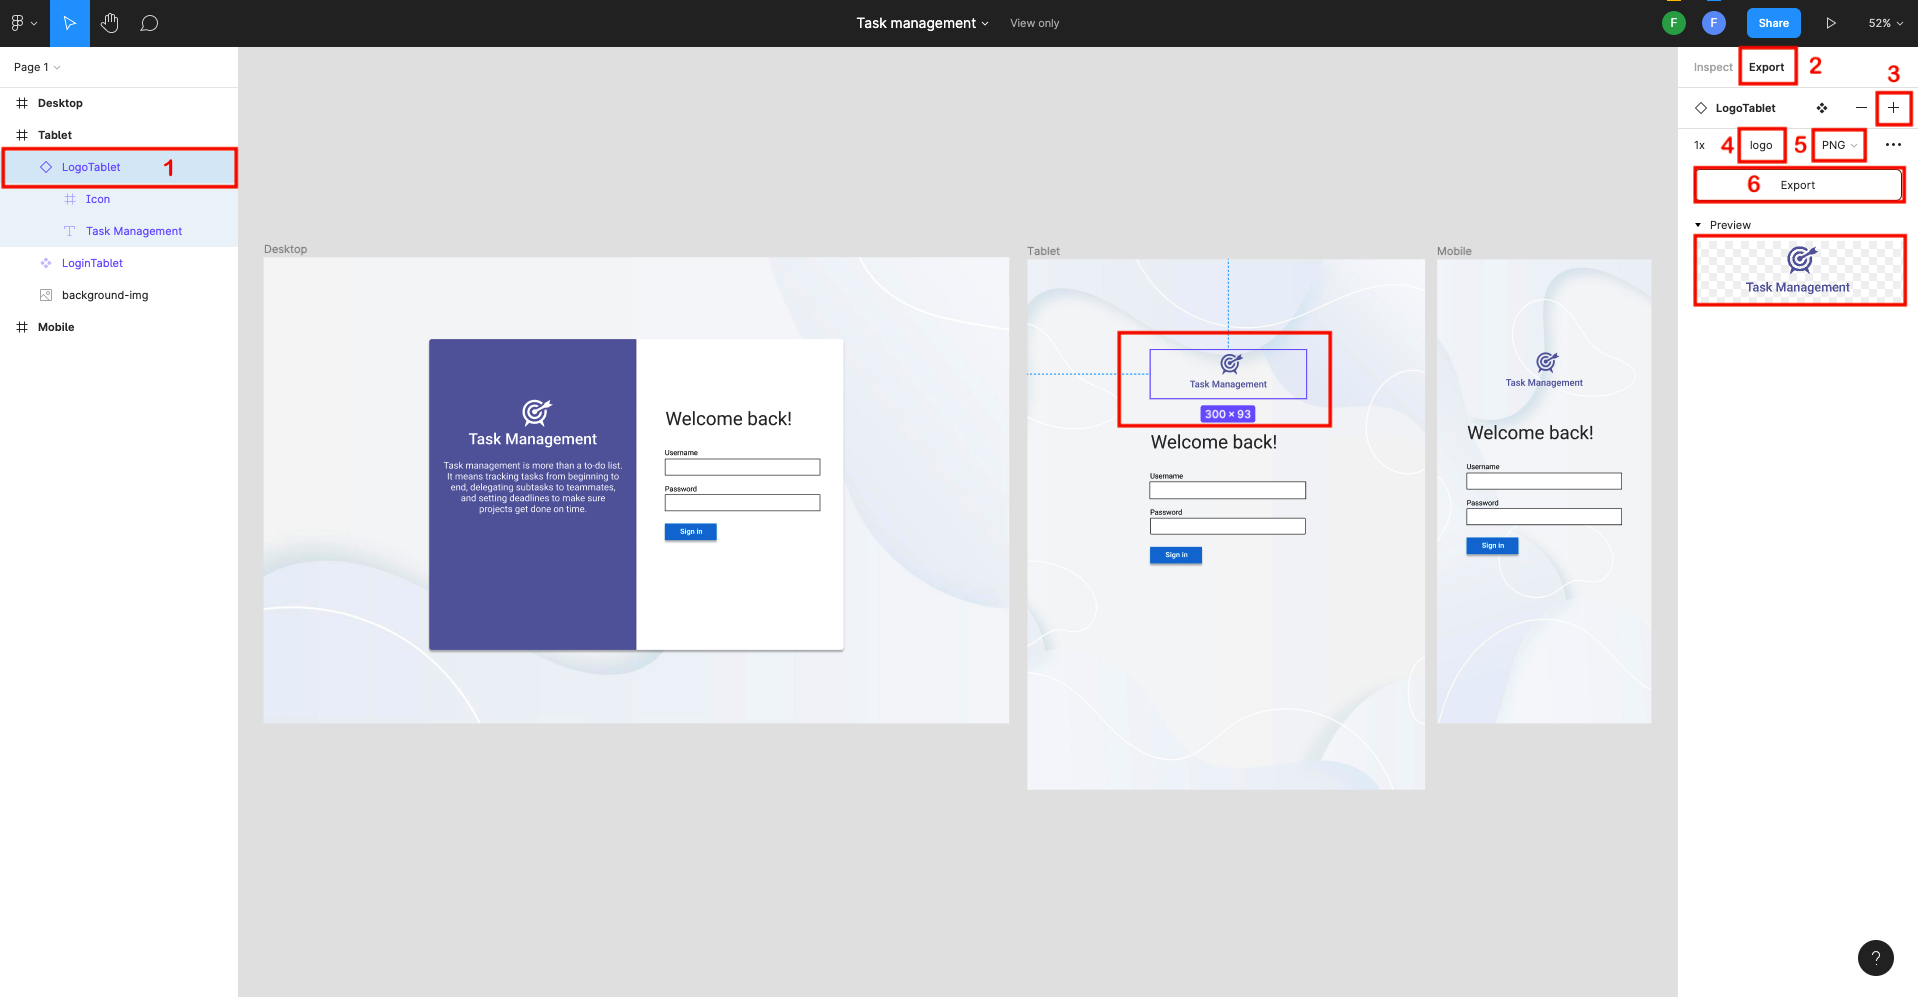 Task management
View only
F
F
Share
52%
Page 1
Desktop
Tablet
LogoTablet
1
Icon
Task Management
LoginTablet
background-img
Mobile
Desktop
Task Management
Task management is more than a to-do list.
It means tracking tasks from beginning to
end, delegating subtasks to teammates,
and setting deadlines to make sure
projects get done on time.
Welcome back!
Username
Password
Sign in
Tablet
Task Management
300 × 93
Welcome back!
Username
Password
Sign in
Mobile
Task Management
Welcome back!
Username
Password
Sign in
Inspect
Export
2
3
LogoTablet
1x
4
logo
5
PNG
6
Export
Preview
Task Management
?